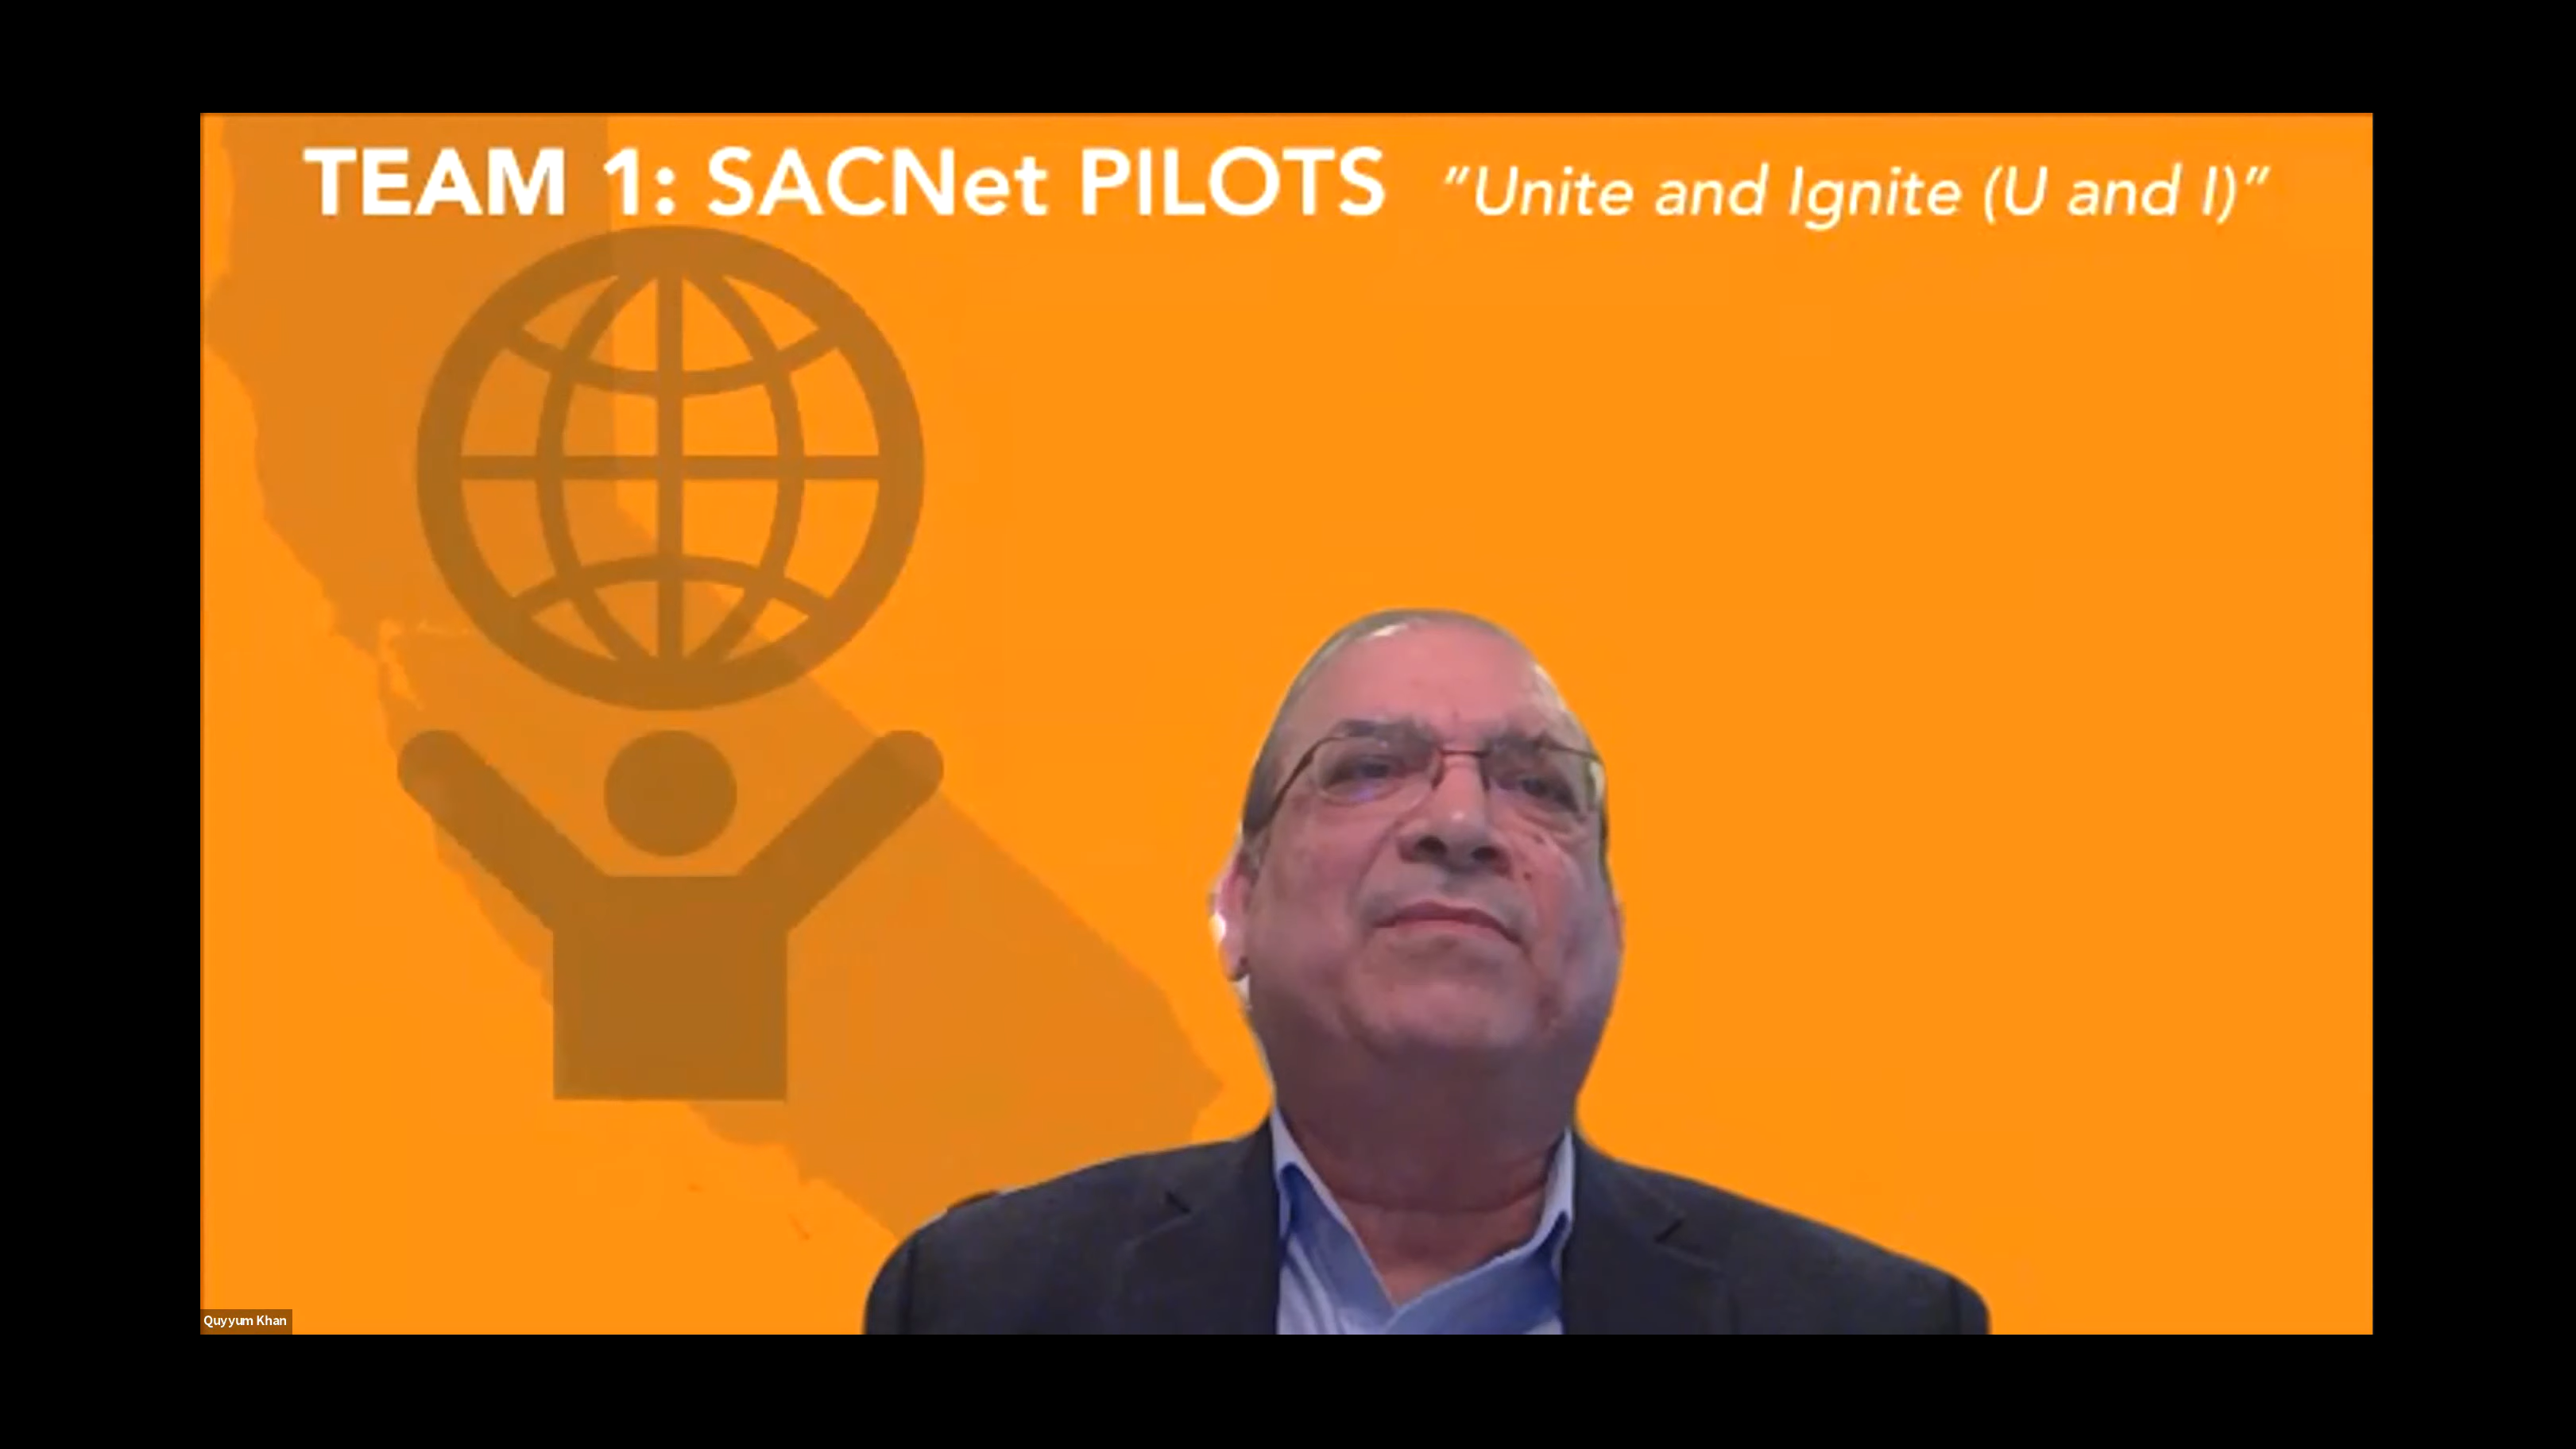 TEAM 1: SACNet PILOTS "Unite and Ignite (U and I)"
Quyyum Khan